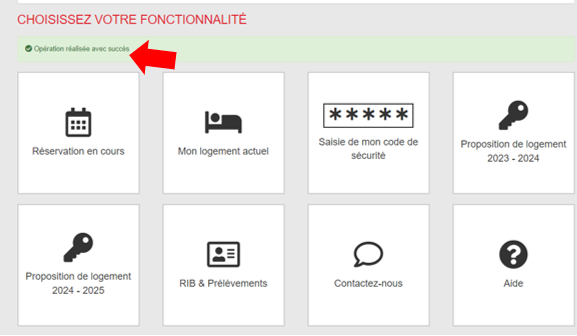 CHOISISSEZ VOTRE FONCTIONNALITÉ
Opération réalisée avec succès
Réservation en cours
Mon logement actuel
*****
Saisie de mon code de
sécurité
Proposition de logement
2023 - 2024
Proposition de logement
2024 - 2025
RIB & Prélèvements
Contactez-nous
?
Aide